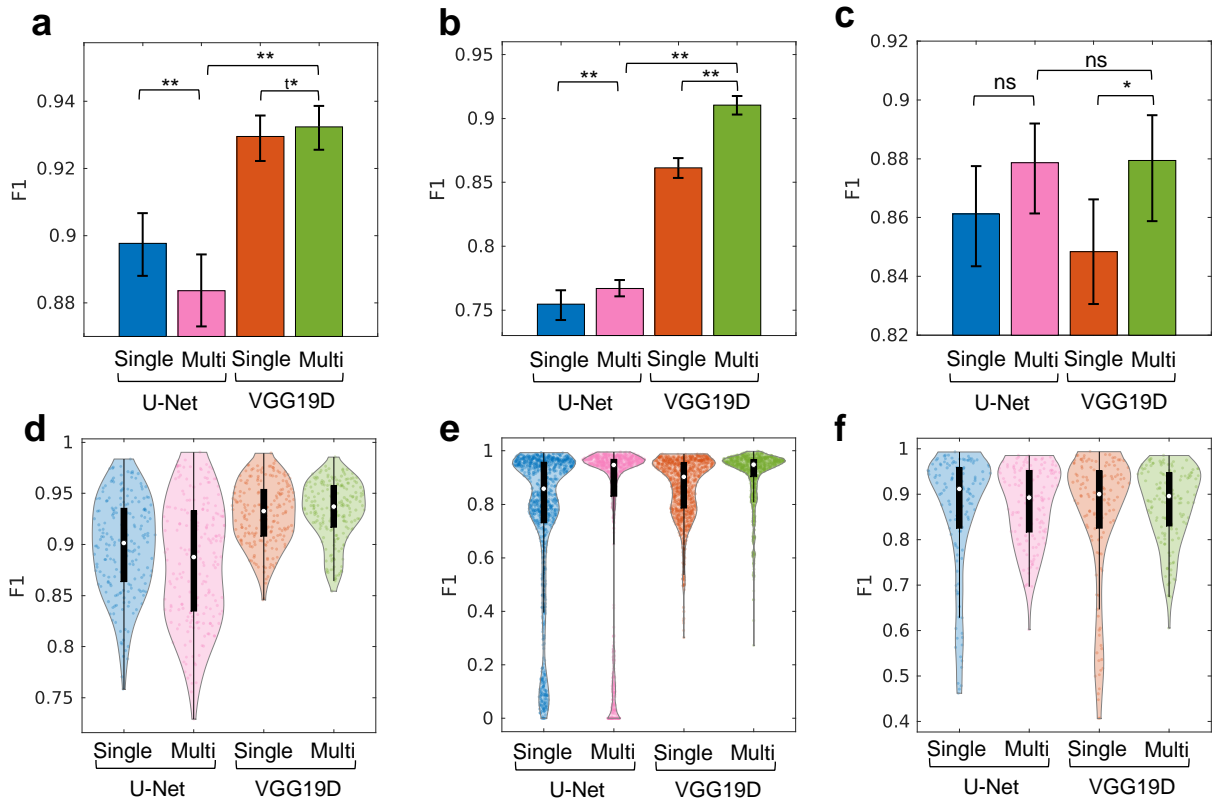 a
**
**
t*
F1
0.94
0.92
0.9
0.88
Single Multi Single Multi
U-Net VGG19D
b
**
**
**
F1
0.95
0.9
0.85
0.8
0.75
Single Multi Single Multi
U-Net VGG19D
c
ns
ns
*
F1
0.92
0.9
0.88
0.86
0.84
0.82
Single Multi Single Multi
U-Net VGG19D
d
F1
1
0.95
0.9
0.85
0.8
0.75
Single Multi Single Multi
U-Net VGG19D
e
F1
1
0.8
0.6
0.4
0.2
0
Single Multi Single Multi
U-Net VGG19D
f
F1
1
0.9
0.8
0.7
0.6
0.5
0.4
Single Multi Single Multi
U-Net VGG19D